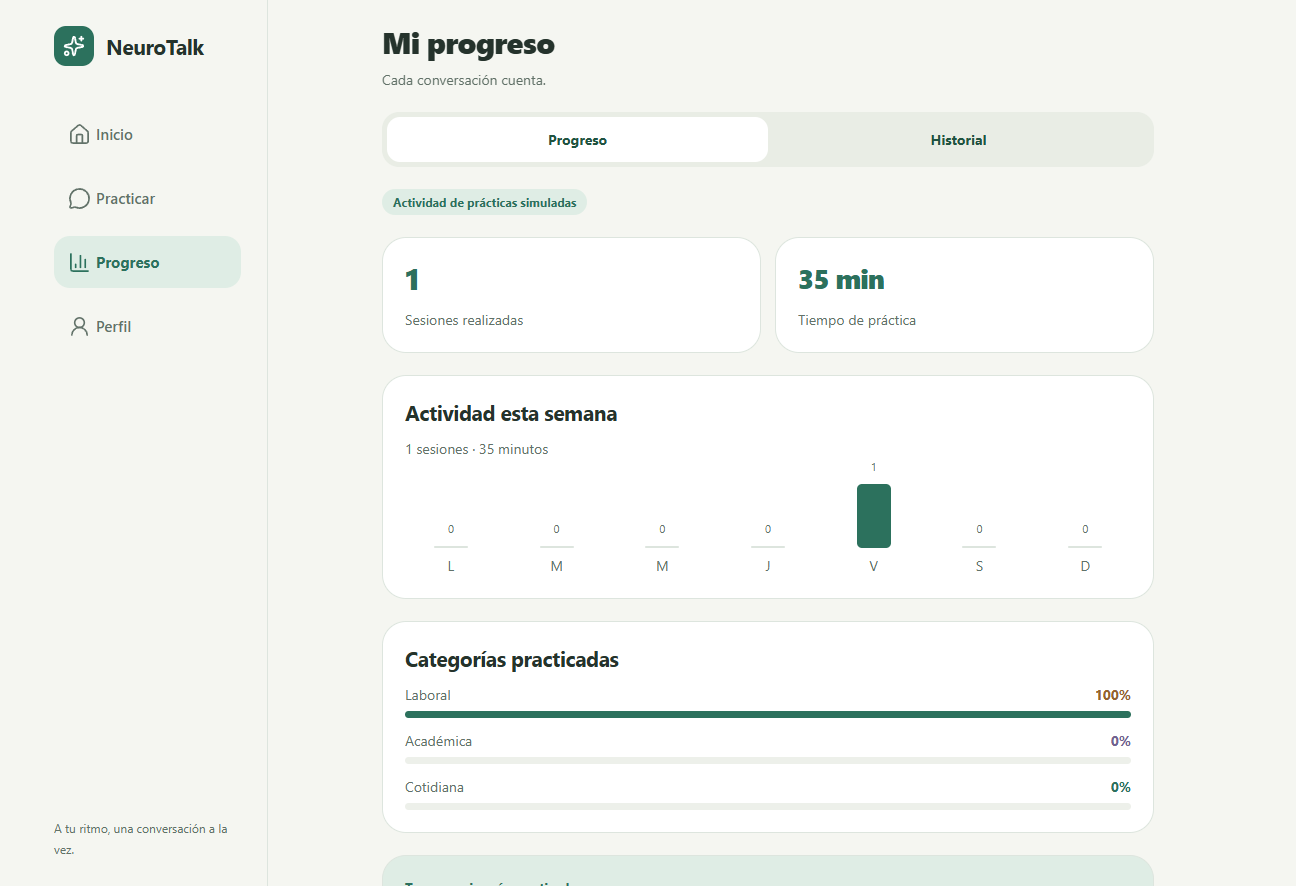 NeuroTalk
Inicio
Practicar
Progreso
Perfil
A tu ritmo, una conversación a la
vez.
Mi progreso
Cada conversación cuenta.
Progreso
Historial
Actividad de prácticas simuladas
1
Sesiones realizadas
35 min
Tiempo de práctica
Actividad esta semana
1 sesiones · 35 minutos
0 0 0 0 1 0 0
L M M J V S D
Categorías practicadas
Laboral 100%
Académica 0%
Cotidiana 0%